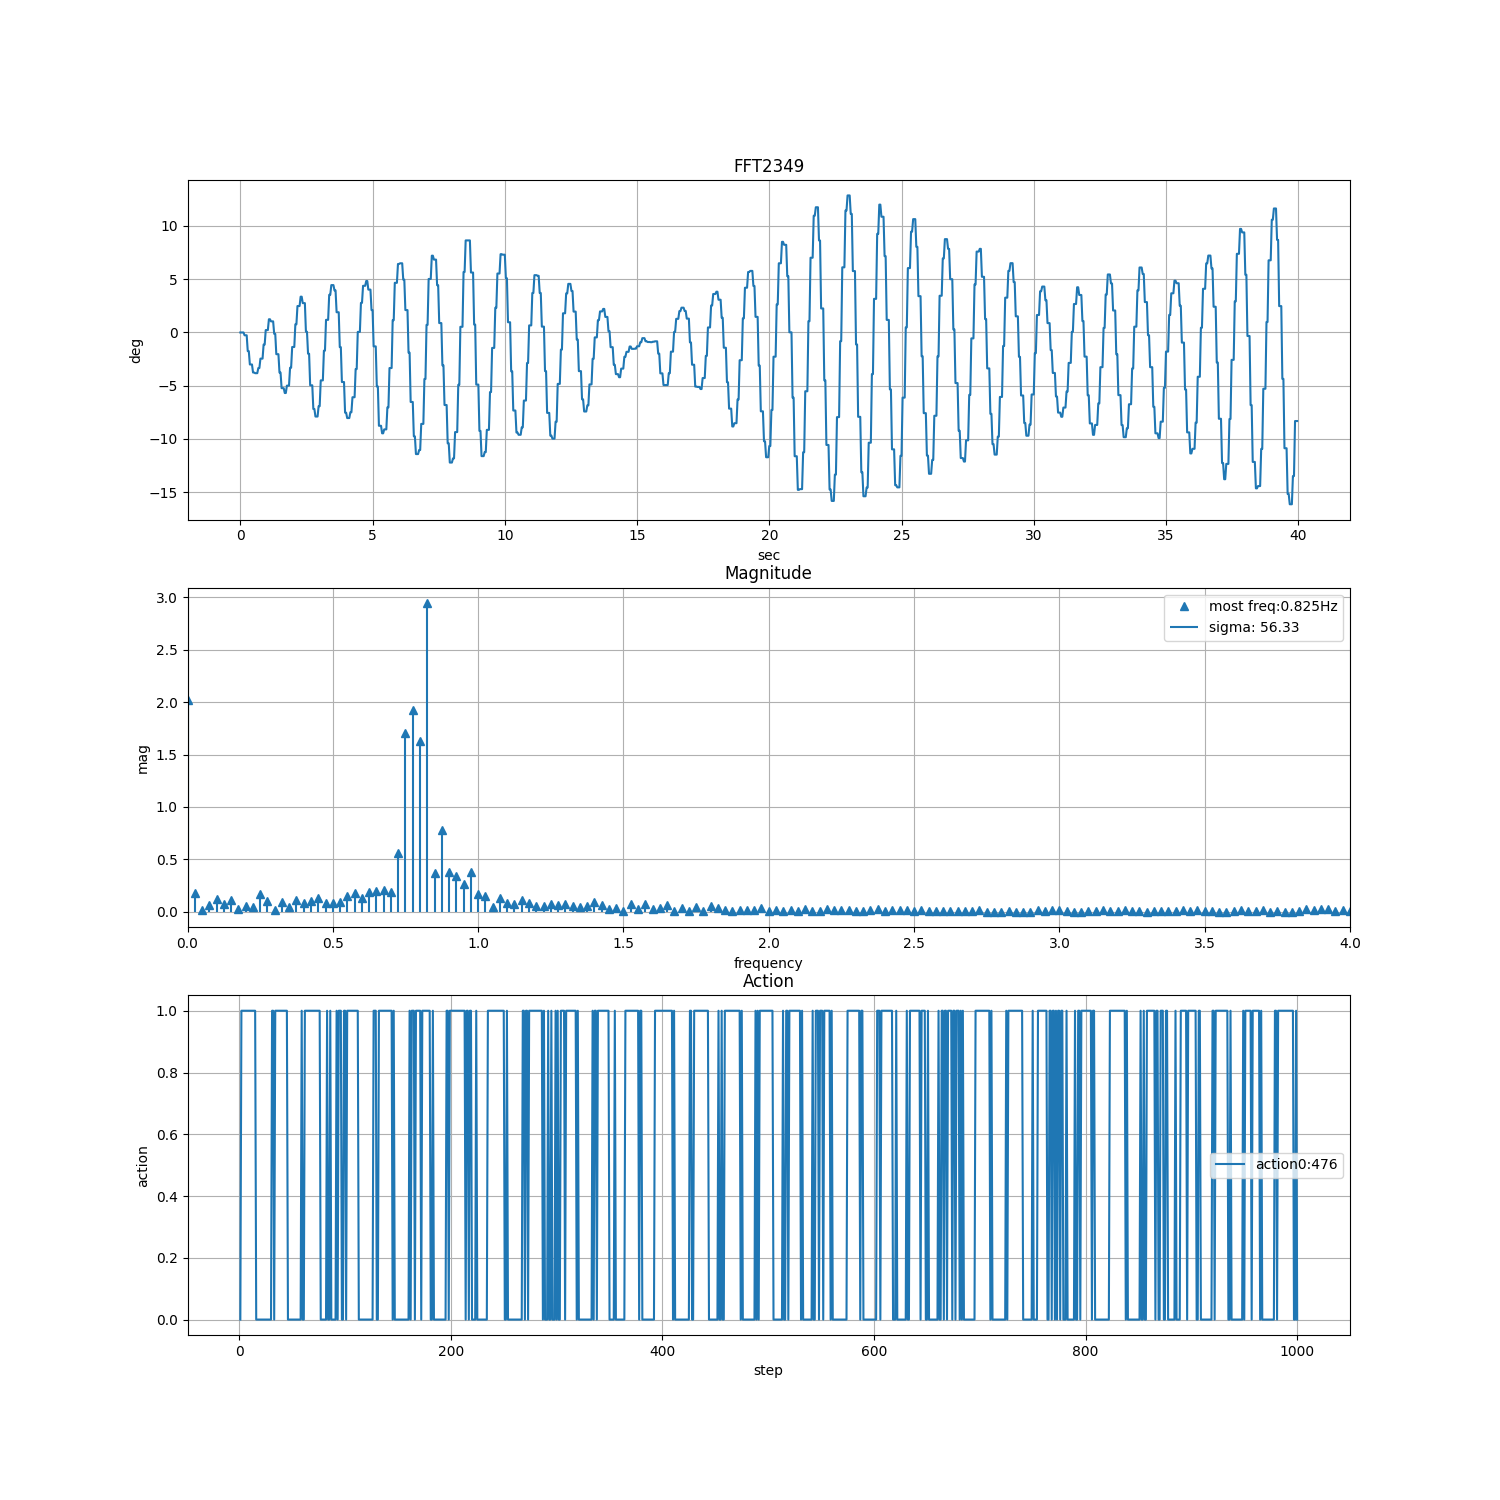 FFT2349
10
5
0
−5
−10
−15
deg
0 5 10 15 20 25 30 35 40
sec
Magnitude
3.0
2.5
2.0
1.5
1.0
0.5
0.0
mag
most freq:0.825Hz
sigma: 56.33
0.0 0.5 1.0 1.5 2.0 2.5 3.0 3.5 4.0
frequency
Action
1.0
0.8
0.6
0.4
0.2
0.0
action
action0:476
0 200 400 600 800 1000
step